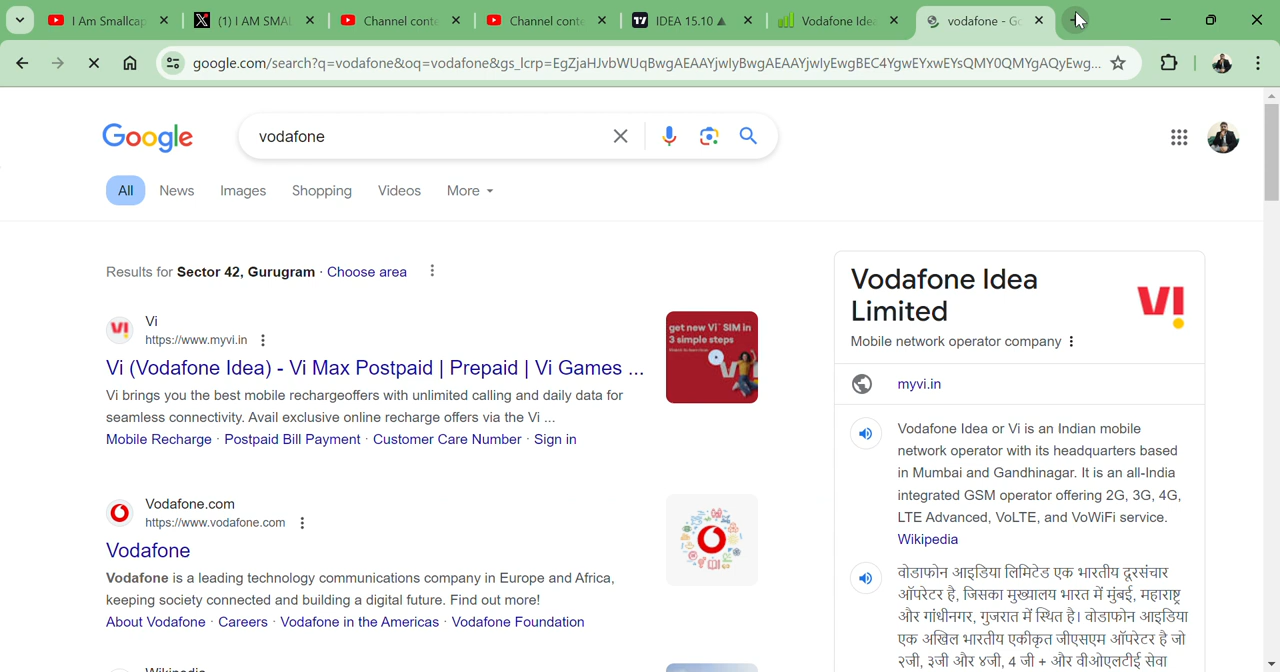 I Am Smallcap
(1) I AM SMAL
Channel conte
Channel conte
IDEA 15.10 ▲
Vodafone Idea
vodafone - Go
google.com/search?q=vodafone&oq=vodafone&gs_lcrp=EgZjaHJvbWUqBwgAEAAYjwIyBwgAEAAYjwIyEwgBEC4YgwEYxwEYsQMY0QMYgAQyEwg...
Google
vodafone
All News Images Shopping Videos More
Results for Sector 42, Gurugram · Choose area
Vi
https://www.myvi.in
Vi (Vodafone Idea) - Vi Max Postpaid | Prepaid | Vi Games ...
Vi brings you the best mobile rechargeoffers with unlimited calling and daily data for
seamless connectivity. Avail exclusive online recharge offers via the Vi ...
Mobile Recharge · Postpaid Bill Payment · Customer Care Number · Sign in
get new Vi SIM in
3 simple steps
Vodafone.com
https://www.vodafone.com
Vodafone
Vodafone is a leading technology communications company in Europe and Africa,
keeping society connected and building a digital future. Find out more!
About Vodafone · Careers · Vodafone in the Americas · Vodafone Foundation
Wikipedia
Vodafone Idea
Limited
VI
Mobile network operator company
myvi.in
Vodafone Idea or Vi is an Indian mobile
network operator with its headquarters based
in Mumbai and Gandhinagar. It is an all-India
integrated GSM operator offering 2G, 3G, 4G,
LTE Advanced, VoLTE, and VoWiFi service.
Wikipedia
वोडाफोन आइडिया लिमिटेड एक भारतीय दूरसंचार
ऑपरेटर है, जिसका मुख्यालय भारत में मुंबई, महाराष्ट्र
और गांधीनगर, गुजरात में स्थित है। वोडाफोन आइडिया
एक अखिल भारतीय एकीकृत जीएसएम ऑपरेटर है जो
२जी, ३जी और ४जी, 4 जी + और वीओएलटीई सेवा